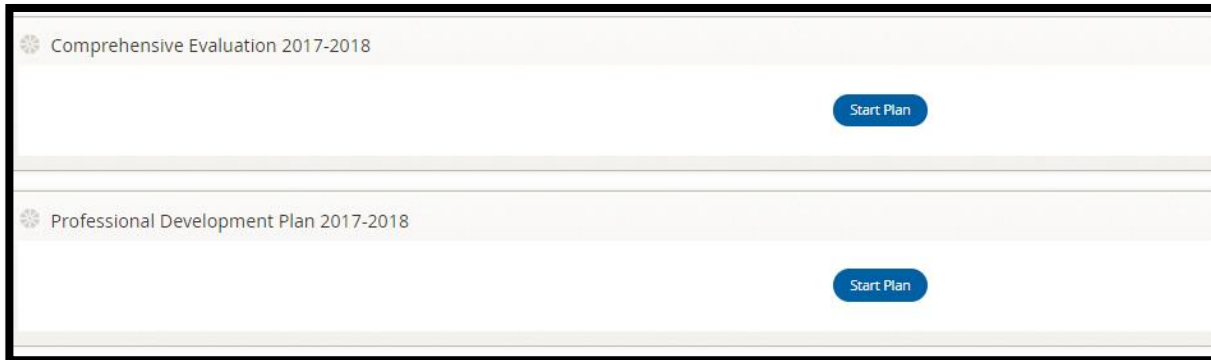 Comprehensive Evaluation 2017-2018
Start Plan
Professional Development Plan 2017-2018
Start Plan